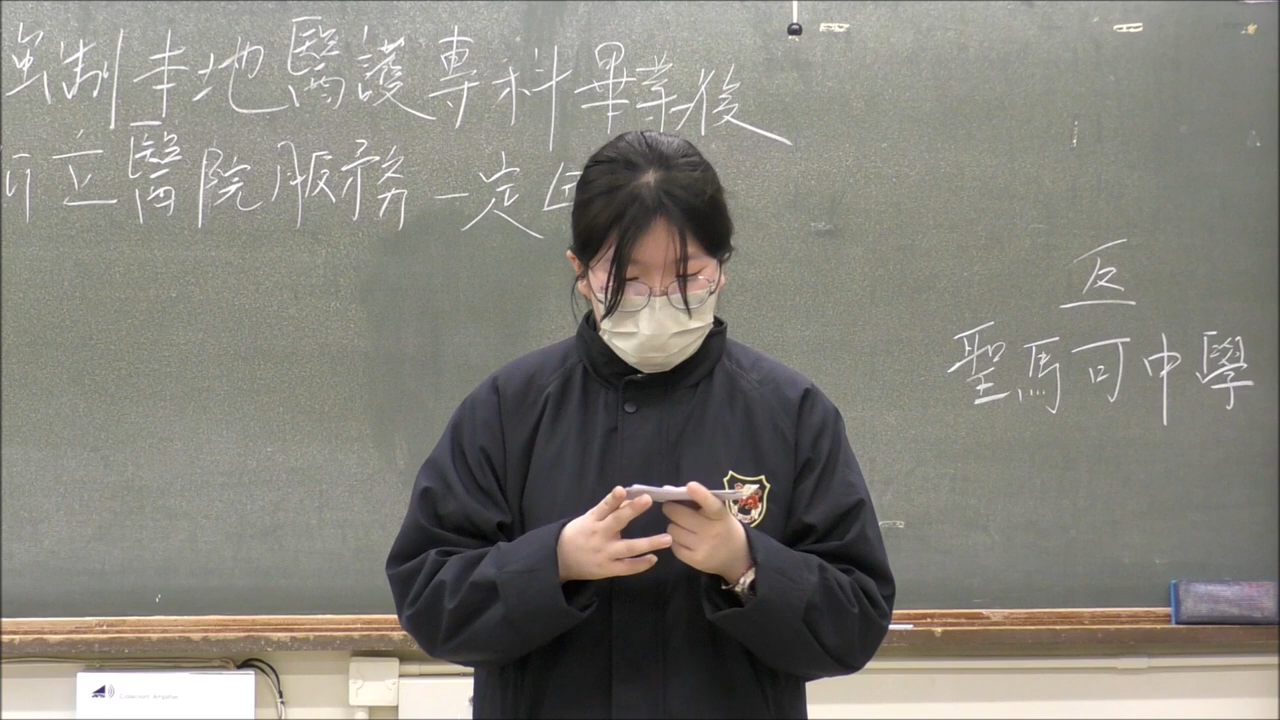 強制本地醫護專科畢業後
立醫院服務一定
反
聖馬可中學